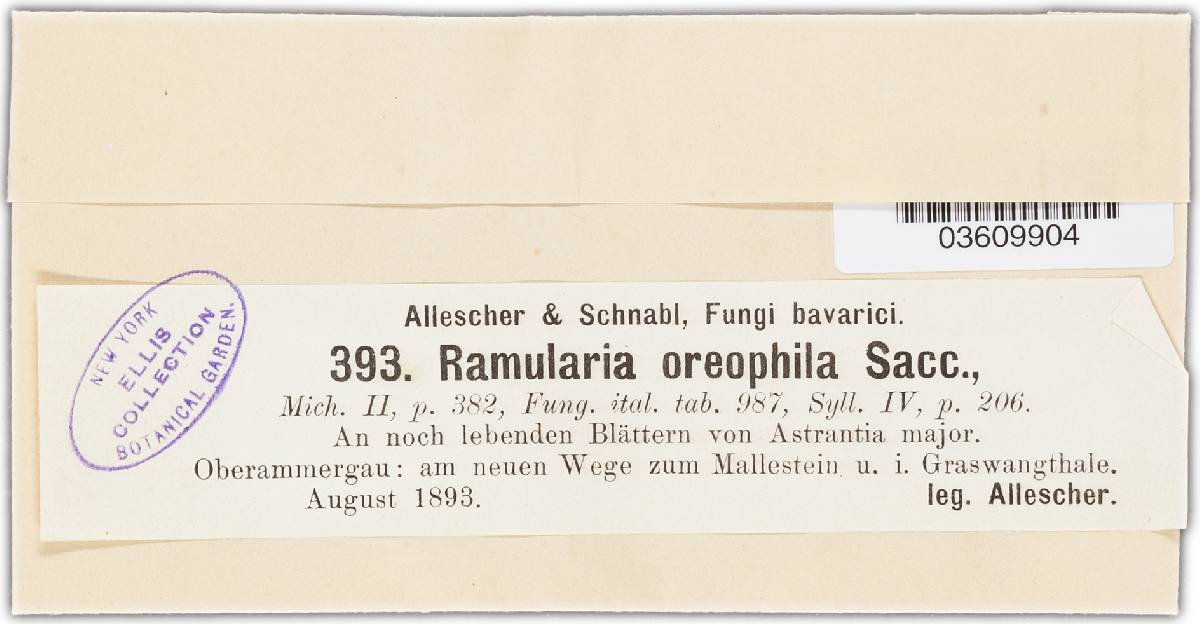 03609904
NEW YORK
ELLIS
COLLECTION
BOTANICAL GARDEN.
Allescher & Schnabl, Fungi bavarici.
393. Ramularia oreophila Sacc.,
Mich. II, p. 382, Fung. ital. tab. 987, Syll. IV, p. 206.
An noch lebenden Blättern von Astrantia major.
Oberammergau: am neuen Wege zum Mallestein u. i. Graswangthale.
August 1893.
leg. Allescher.